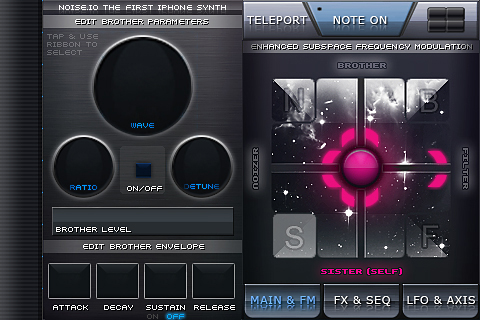 NOISE.IO THE FIRST IPHONE SYNTH
EDIT BROTHER PARAMETERS
TAP & USE
RIBBON TO
SELECT
WAVE
RATIO
ON/OFF
DETUNE
BROTHER LEVEL
EDIT BROTHER ENVELOPE
ATTACK
DECAY
SUSTAIN
RELEASE
ON OFF
TELEPORT
NOTE ON
ENHANCED SUBSPACE FREQUENCY MODULATION
BROTHER
N
B
NOIZER
FILTER
S
F
SISTER (SELF)
MAIN & FM
FX & SEQ
LFO & AXIS